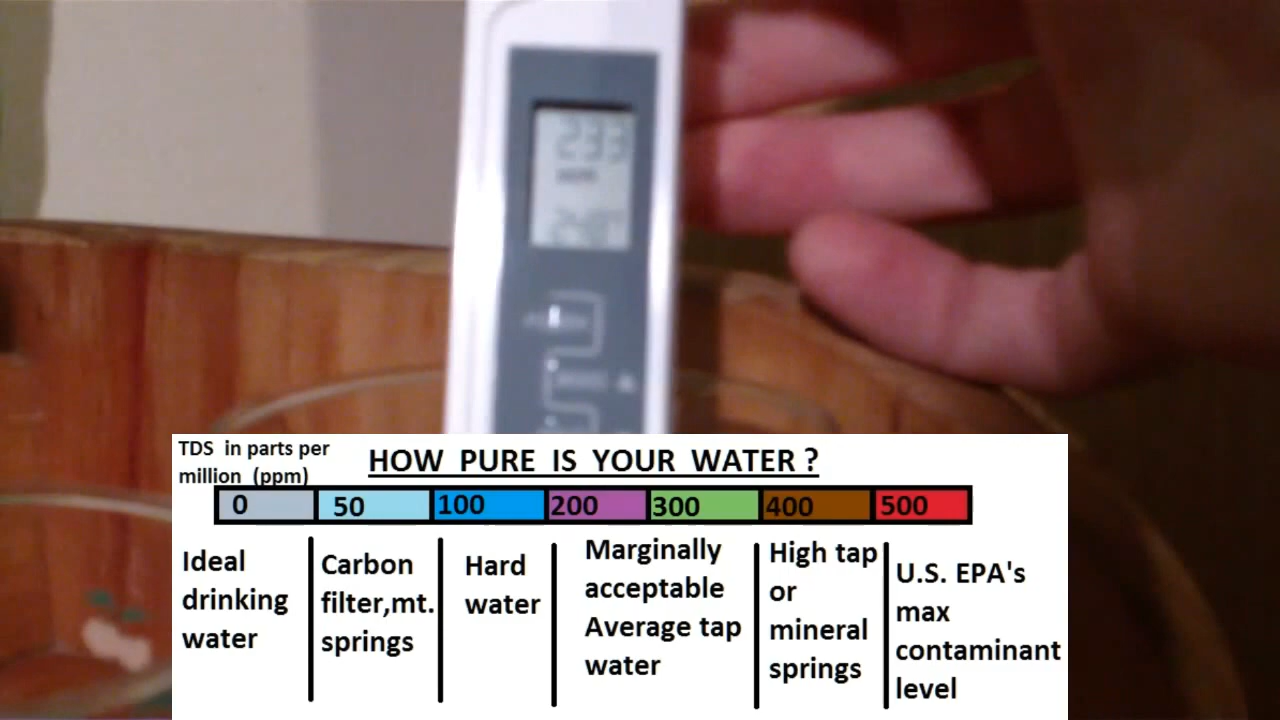 233
ppm
TDS in parts per
million (ppm)
HOW PURE IS YOUR WATER ?
0 50 100 200 300 400 500
Ideal
drinking
water
Carbon
filter,mt.
springs
Hard
water
Marginally
acceptable
Average tap
water
High tap
or
mineral
springs
U.S. EPA's
max
contaminant
level